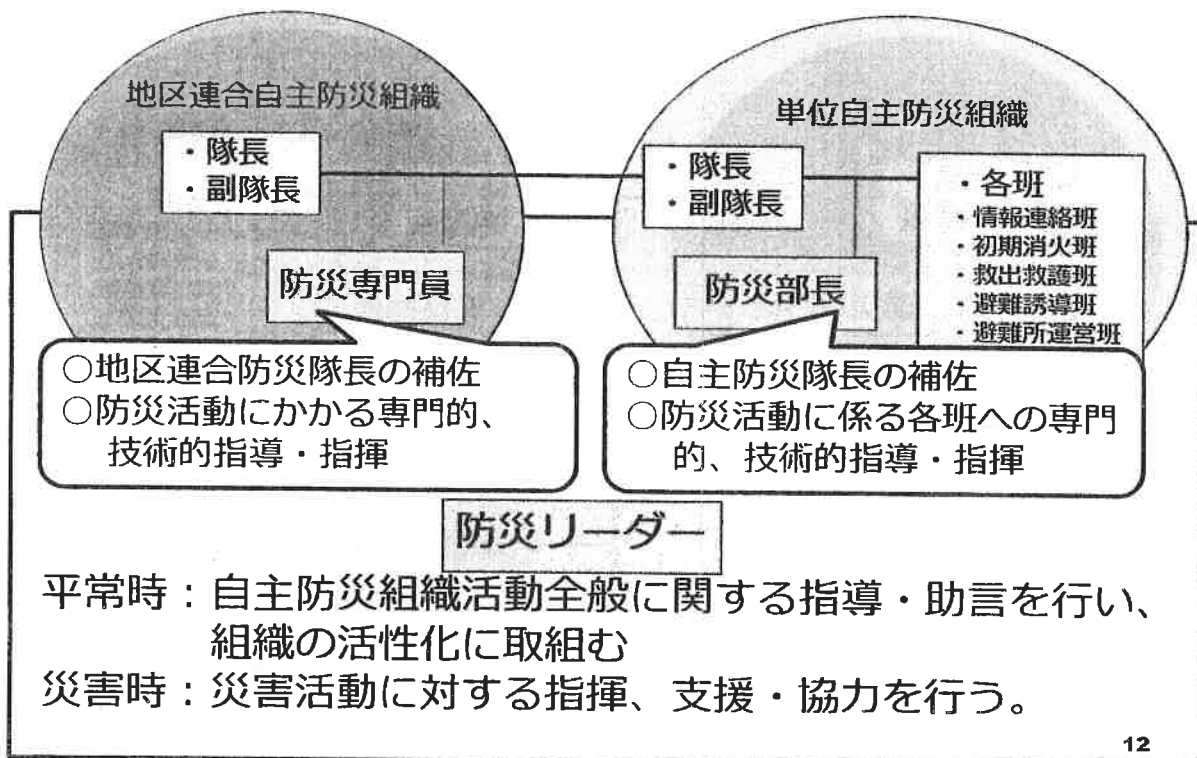 地区連合自主防災組織
・隊長
・副隊長
防災専門員
○地区連合防災隊長の補佐
○防災活動にかかる専門的、
技術的指導・指揮
単位自主防災組織
・隊長
・副隊長
防災部長
・各班
・情報連絡班
・初期消火班
・救出救護班
・避難誘導班
・避難所運営班
○自主防災隊長の補佐
○防災活動に係る各班への専門
的、技術的指導・指揮
防災リーダー
平常時：自主防災組織活動全般に関する指導・助言を行い、
組織の活性化に取組む
災害時：災害活動に対する指揮、支援・協力を行う。
12